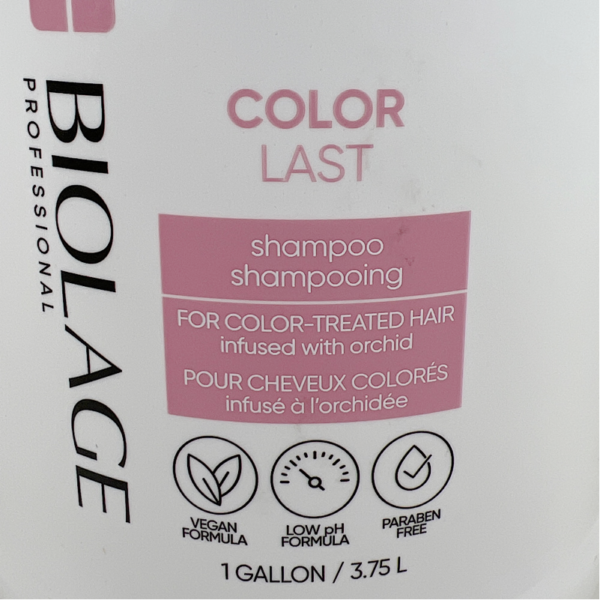 BIOLAGE
PROFESSIONAL
COLOR
LAST
shampoo
shampooing
FOR COLOR-TREATED HAIR
infused with orchid
POUR CHEVEUX COLORÉS
infusé à l'orchidée
VEGAN
FORMULA
LOW pH
FORMULA
PARABEN
FREE
1 GALLON / 3.75 L